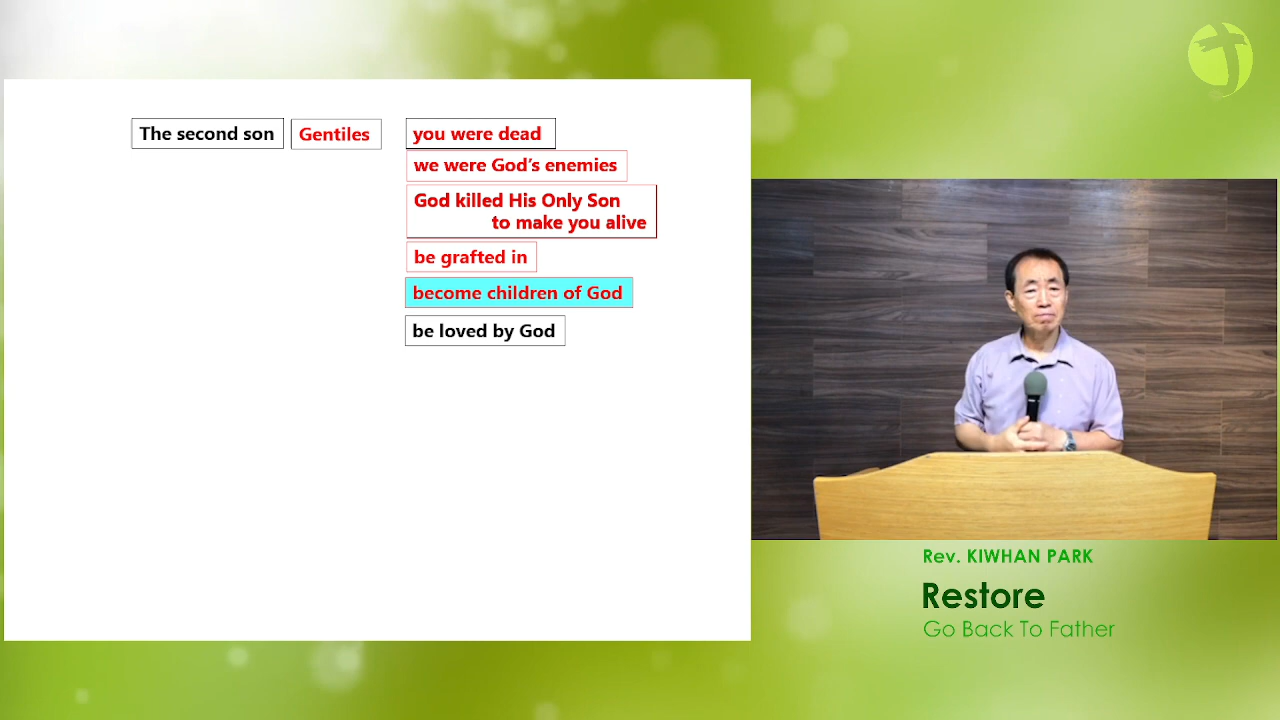 The second son
Gentiles
you were dead
we were God's enemies
God killed His Only Son
to make you alive
be grafted in
become children of God
be loved by God
Rev. KIWHAN PARK
Restore
Go Back To Father